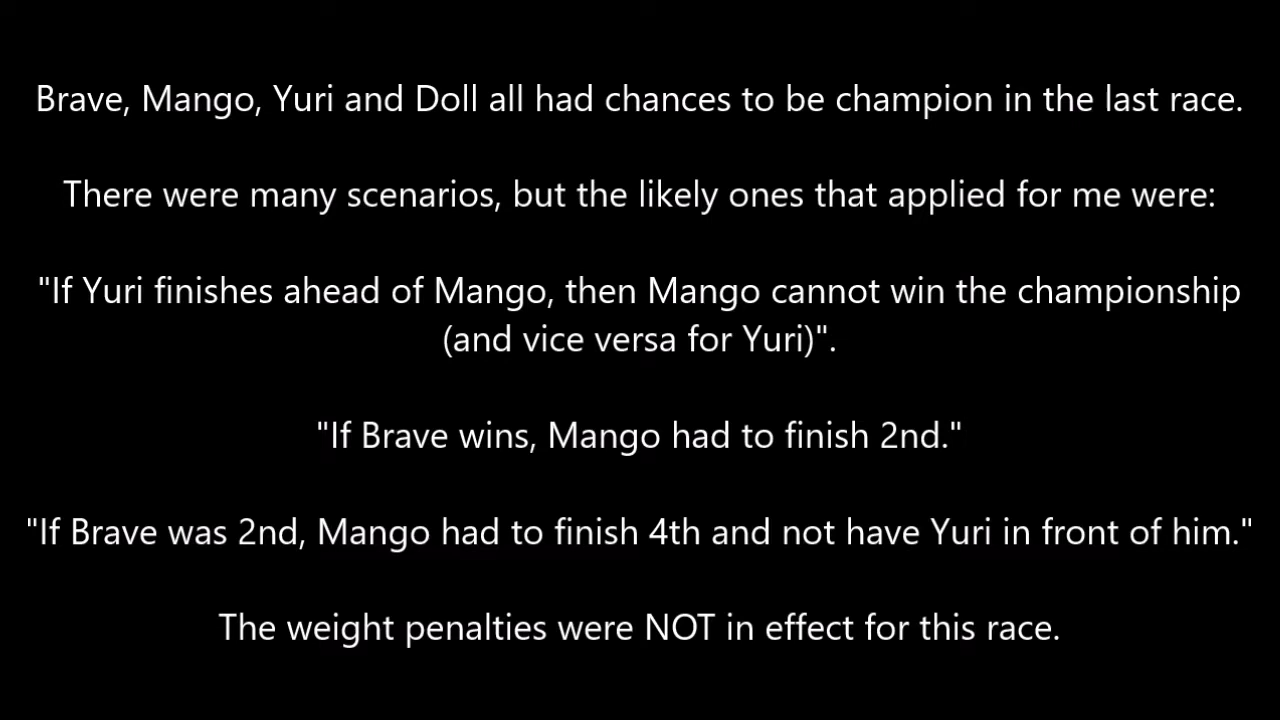 Brave, Mango, Yuri and Doll all had chances to be champion in the last race.
There were many scenarios, but the likely ones that applied for me were:
"If Yuri finishes ahead of Mango, then Mango cannot win the championship
(and vice versa for Yuri)".
"If Brave wins, Mango had to finish 2nd."
"If Brave was 2nd, Mango had to finish 4th and not have Yuri in front of him."
The weight penalties were NOT in effect for this race.